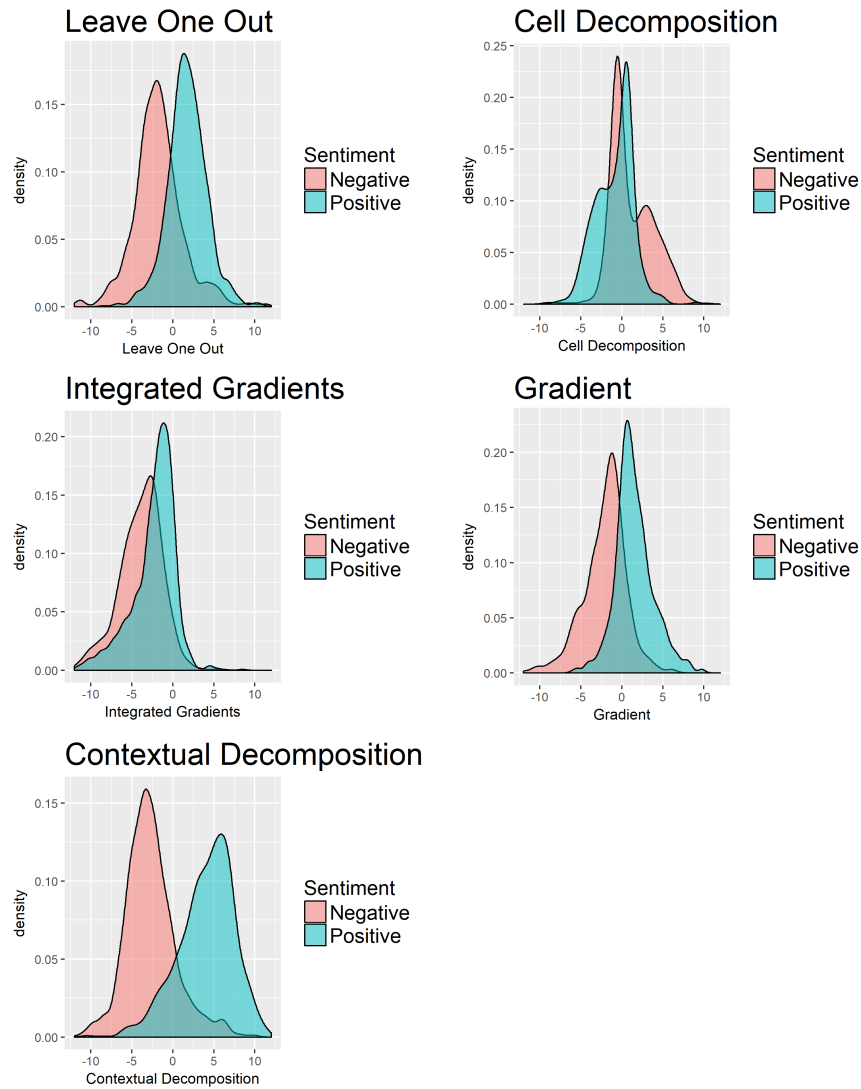 Leave One Out
density
0.15
0.10
0.05
0.00
-10 -5 0 5 10
Leave One Out
Sentiment
Negative
Positive
Cell Decomposition
density
0.25
0.20
0.15
0.10
0.05
0.00
-10 -5 0 5 10
Cell Decomposition
Sentiment
Negative
Positive
Integrated Gradients
density
0.20
0.15
0.10
0.05
0.00
-10 -5 0 5 10
Integrated Gradients
Sentiment
Negative
Positive
Gradient
density
0.20
0.15
0.10
0.05
0.00
-10 -5 0 5 10
Gradient
Sentiment
Negative
Positive
Contextual Decomposition
density
0.15
0.10
0.05
0.00
-10 -5 0 5 10
Contextual Decomposition
Sentiment
Negative
Positive